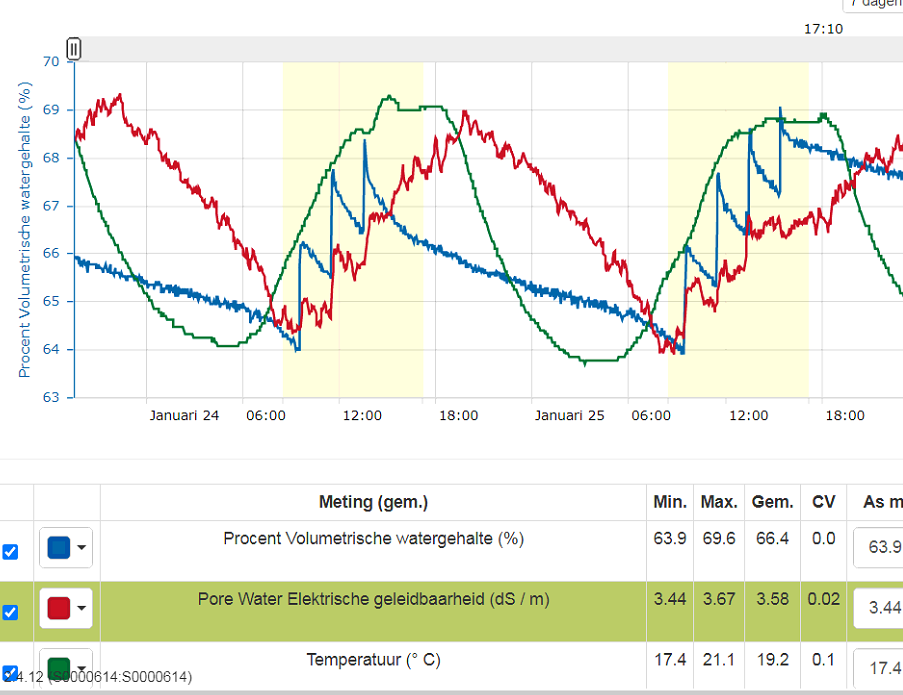 7 dagen
17:10
70
69
68
67
66
65
64
63
Procent Volumetrische watergehalte (%)
Januari 24 06:00 12:00 18:00 Januari 25 06:00 12:00 18:00
Meting (gem.) Min. Max. Gem. CV As m
Procent Volumetrische watergehalte (%) 63.9 69.6 66.4 0.0 63.9
Pore Water Elektrische geleidbaarheid (dS / m) 3.44 3.67 3.58 0.02 3.44
Temperatuur (° C) 17.4 21.1 19.2 0.1 17.4
4.12 (S0000614:S0000614)